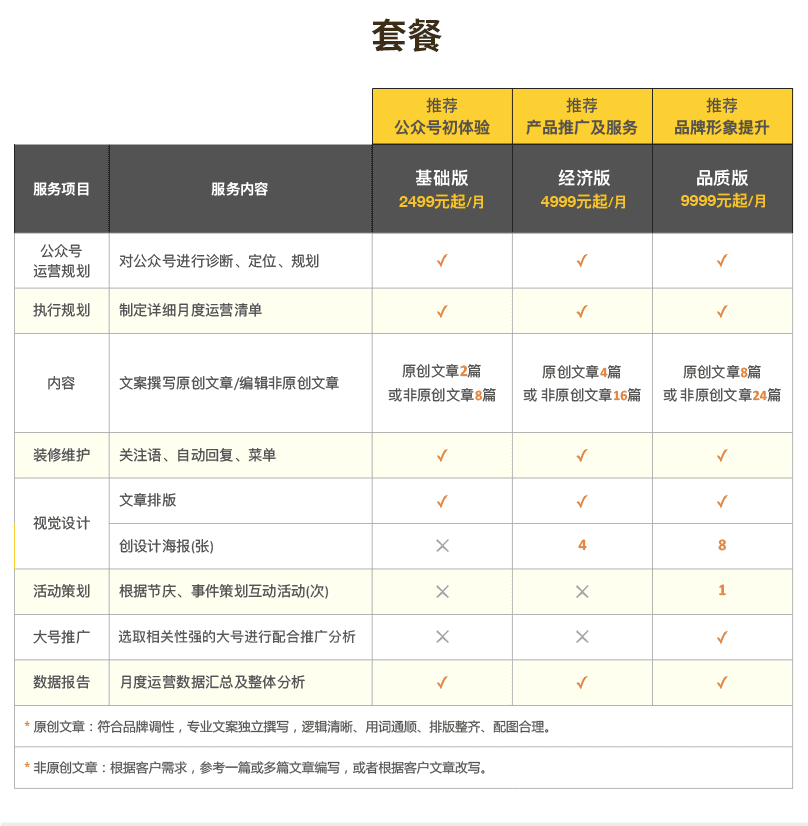 套餐
推荐
公众号初体验
推荐
产品推广及服务
推荐
品牌形象提升
服务项目
服务内容
基础版
2499元起/月
经济版
4999元起/月
品质版
9999元起/月
公众号
运营规划
对公众号进行诊断、定位、规划
✓ ✓ ✓
执行规划
制定详细月度运营清单
✓ ✓ ✓
内容
文案撰写原创文章/编辑非原创文章
原创文章2篇
或非原创文章8篇
原创文章4篇
或 非原创文章16篇
原创文章8篇
或 非原创文章24篇
装修维护
关注语、自动回复、菜单
✓ ✓ ✓
视觉设计
文章排版
✓ ✓ ✓
创设计海报(张)
× 4 8
活动策划
根据节庆、事件策划互动活动(次)
× × 1
大号推广
选取相关性强的大号进行配合推广分析
× × ✓
数据报告
月度运营数据汇总及整体分析
✓ ✓ ✓
* 原创文章：符合品牌调性，专业文案独立撰写，逻辑清晰、用词通顺、排版整齐、配图合理。
* 非原创文章：根据客户需求，参考一篇或多篇文章编写，或者根据客户文章改写。